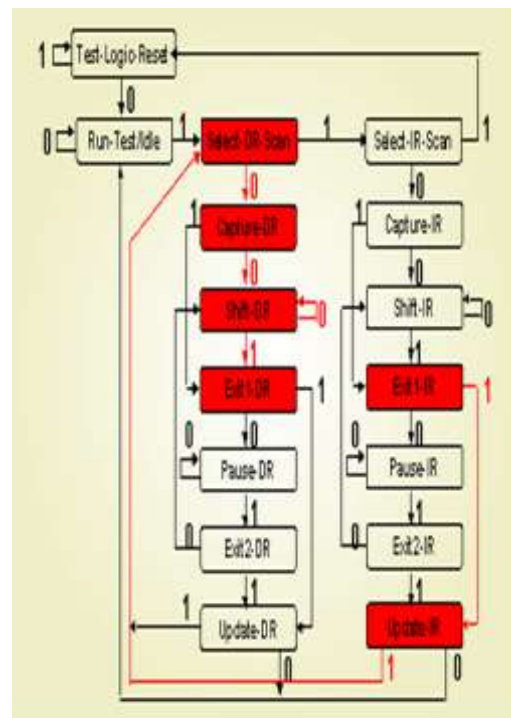 1 Test-Logic-Reset
0
0 Run-Test/Idle 1 Select-DR-Scan 1 Select-IR-Scan 1
0 0
1 Capture-DR 1 Capture-IR
0 0
Shift-DR 0 Shift-IR 0
1 1
Exit1-DR 1 Exit1-IR 1
0 0 0 0
Pause-DR Pause-IR
1 1
0 Exit2-DR 0 Exit2-IR
1 1
1 Update-DR Update-IR
0 1 0